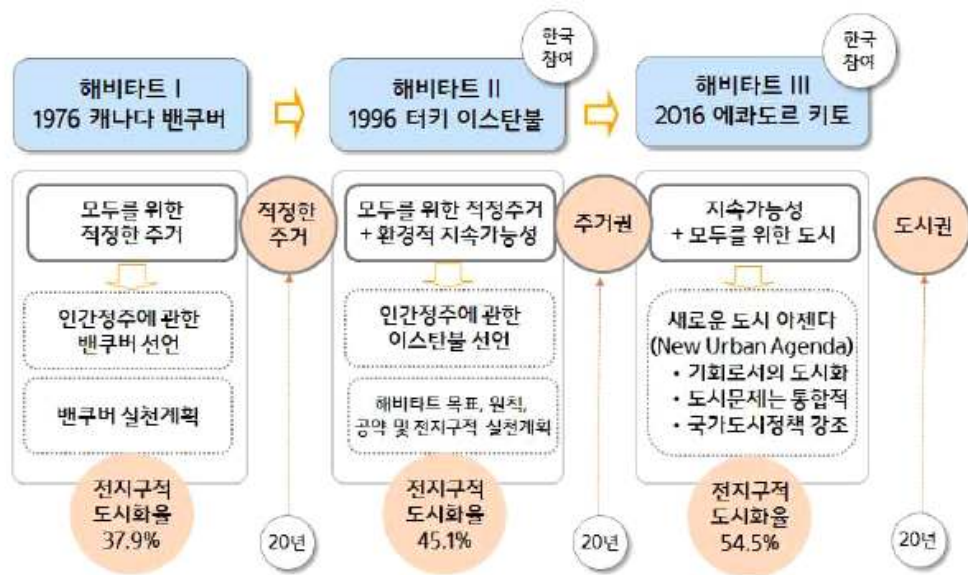 한국
참여
한국
참여
해비타트 I
1976 캐나다 밴쿠버
해비타트 II
1996 터키 이스탄불
해비타트 III
2016 에콰도르 키토
모두를 위한
적정한 주거
적정한
주거
모두를 위한 적정주거
+ 환경적 지속가능성
주거권
지속가능성
+ 모두를 위한 도시
도시권
인간정주에 관한
밴쿠버 선언
인간정주에 관한
이스탄불 선언
새로운 도시 아젠다
(New Urban Agenda)
• 기회로서의 도시화
• 도시문제는 통합적
• 국가도시정책 강조
밴쿠버 실천계획
해비타트 목표, 원칙,
공약 및 전지구적 실천계획
전지구적
도시화율
37.9%
20년
전지구적
도시화율
45.1%
20년
전지구적
도시화율
54.5%
20년